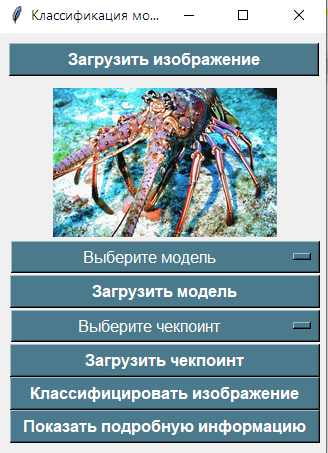 Классификация мо...
Загрузить изображение
Выберите модель
Загрузить модель
Выберите чекпоинт
Загрузить чекпоинт
Классифицировать изображение
Показать подробную информацию